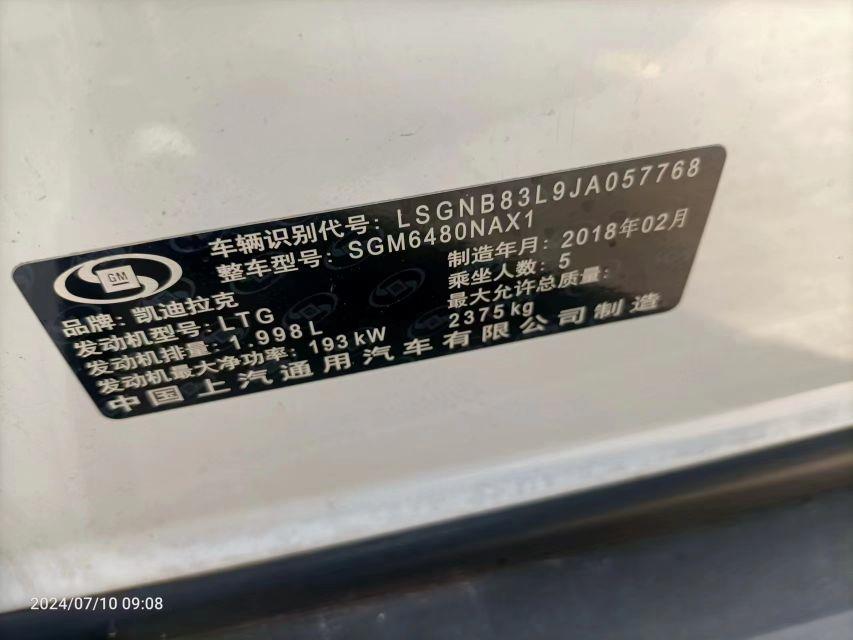 车辆识别代号: LSGNB83L9JA057768
整车型号: SGM6480NAX1
GM
品牌: 凯迪拉克
制造年月: 2018年02月
发动机型号: LTG
乘坐人数: 5
发动机排量: 1.998L
最大允许总质量:
2375kg
发动机最大净功率: 193kW
中国上汽通用汽车有限公司制造
2024/07/10 09:08